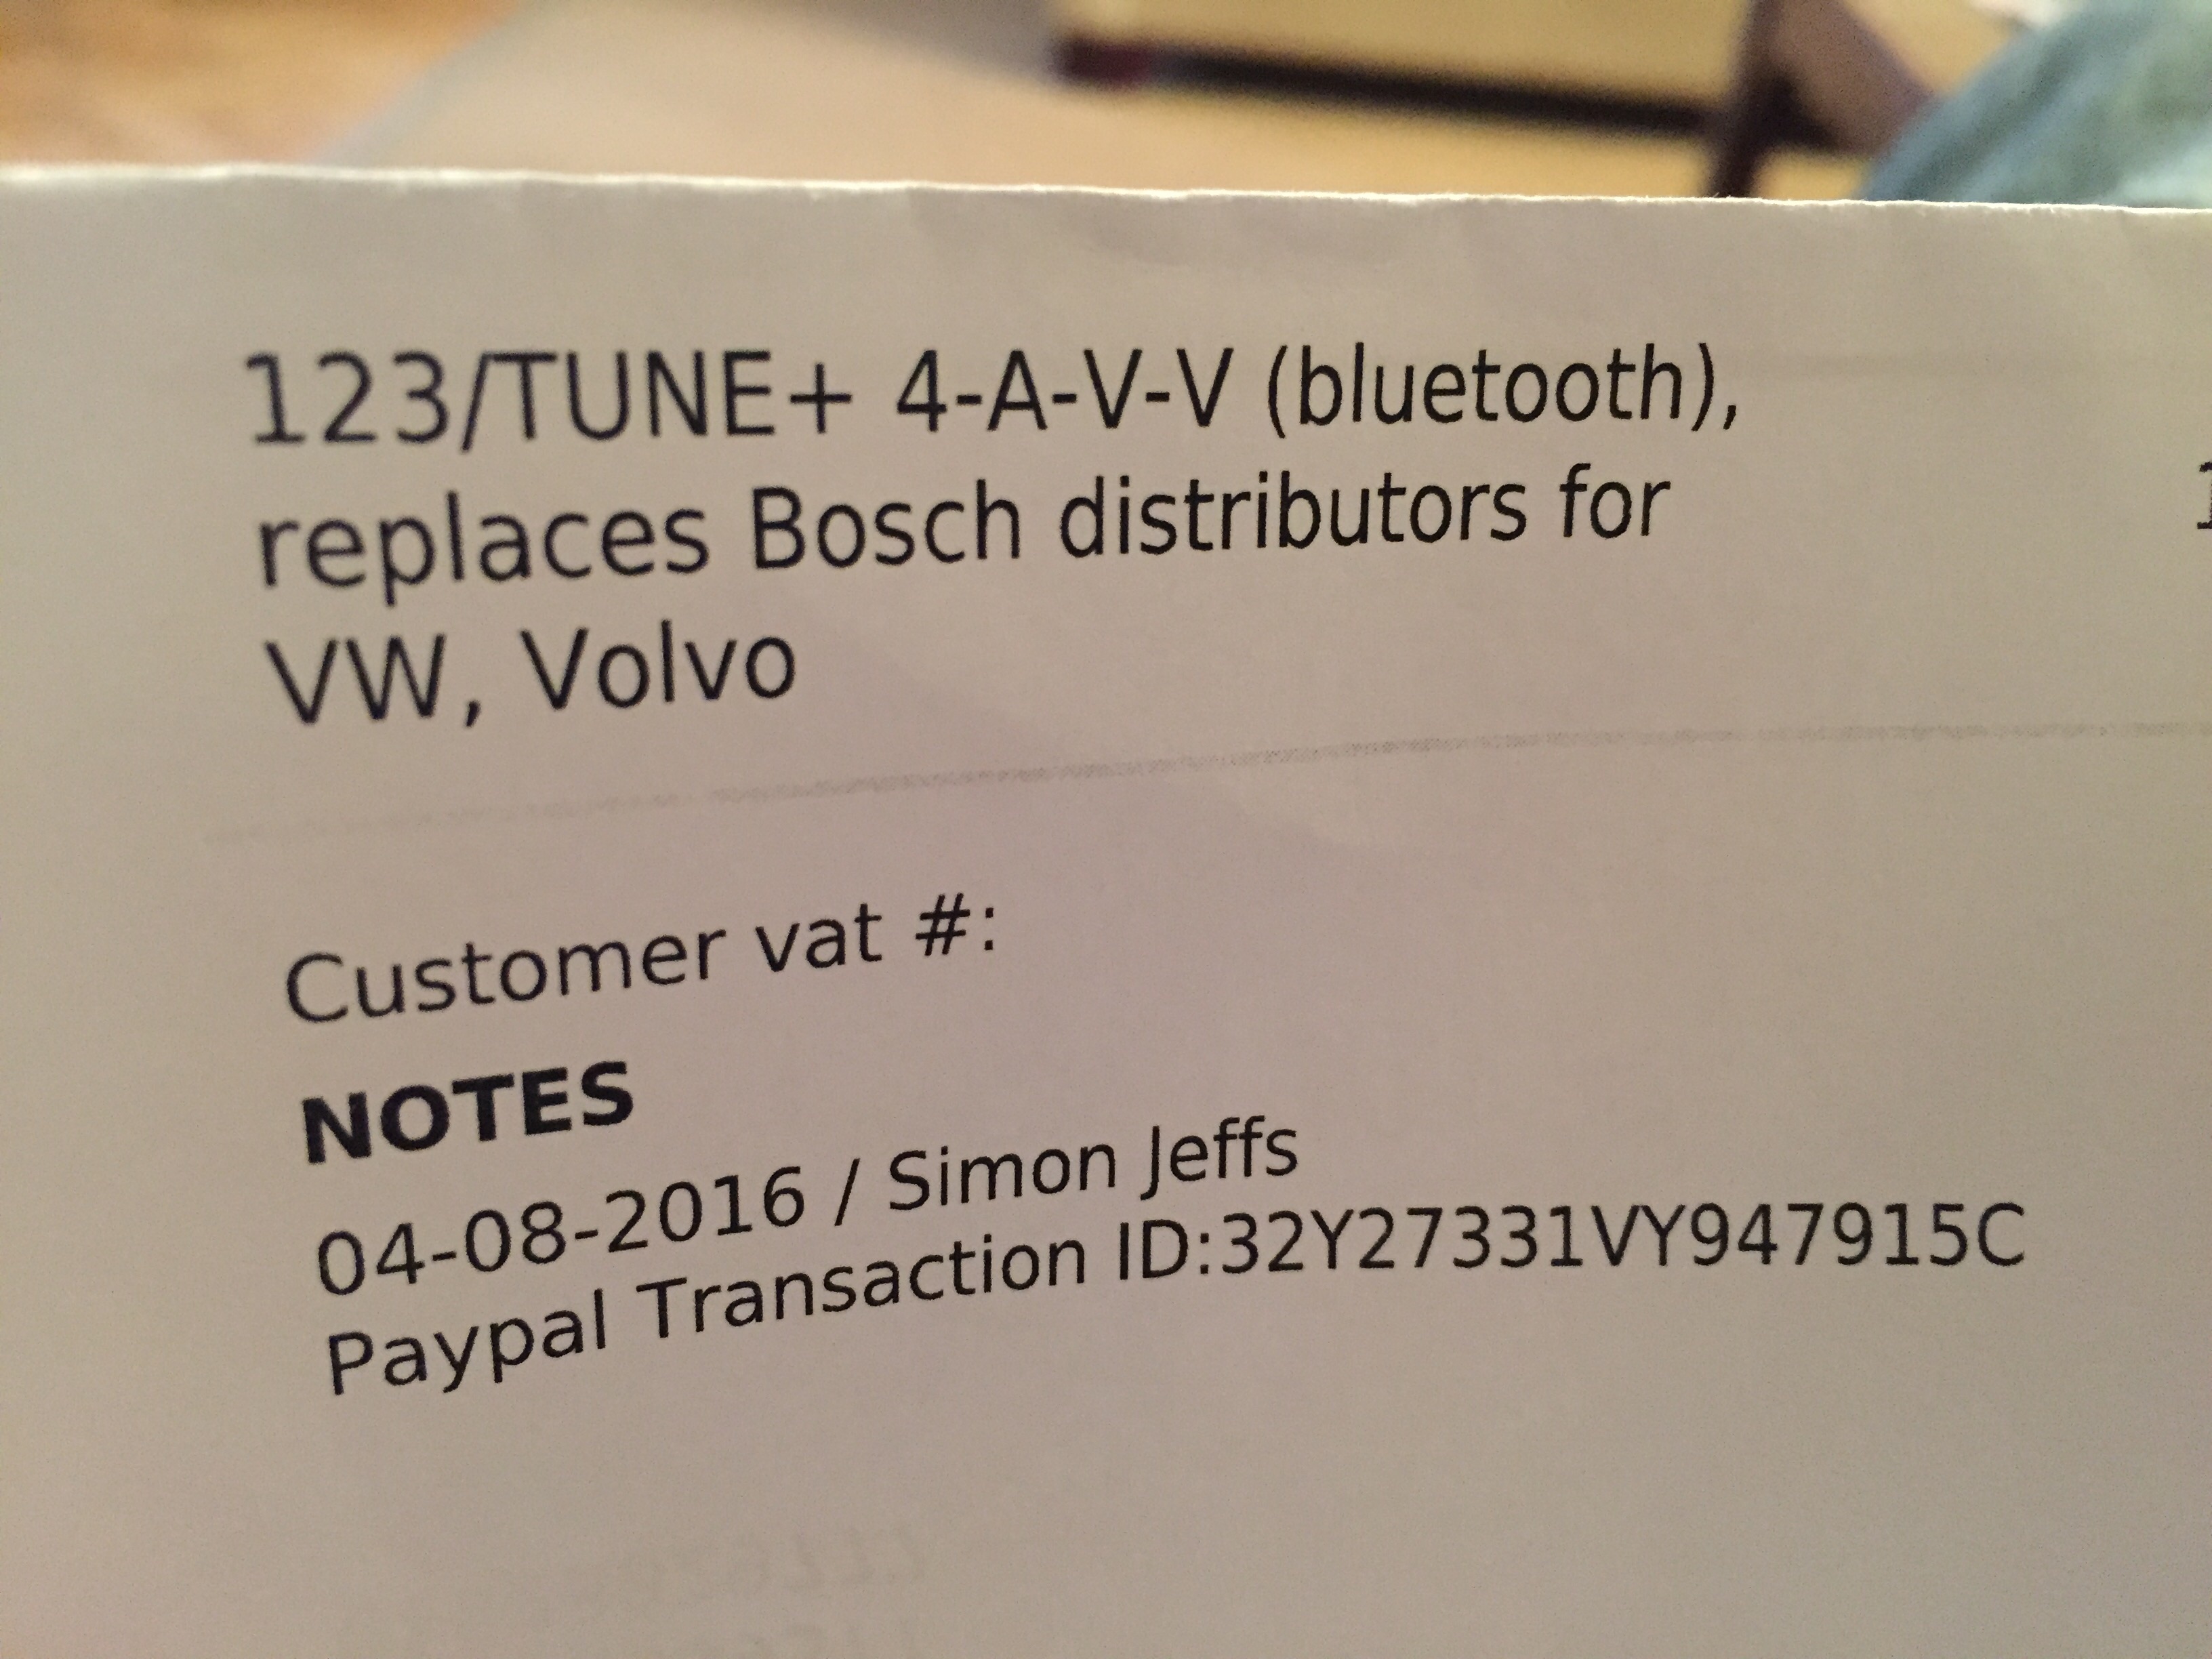 123/TUNE+ 4-A-V-V (bluetooth),
replaces Bosch distributors for
VW, Volvo
Customer vat #:
NOTES
04-08-2016 / Simon Jeffs
Paypal Transaction ID:32Y27331VY947915C